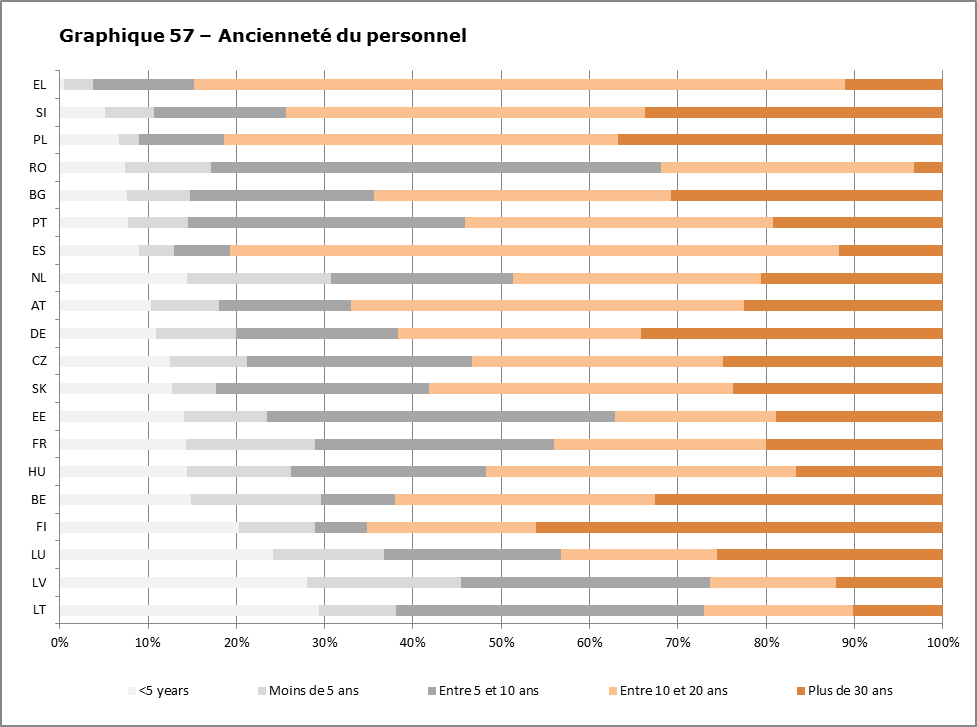 Graphique 57 – Ancienneté du personnel
EL
SI
PL
RO
BG
PT
ES
NL
AT
DE
CZ
SK
EE
FR
HU
BE
FI
LU
LV
LT
0% 10% 20% 30% 40% 50% 60% 70% 80% 90% 100%
<5 years Moins de 5 ans Entre 5 et 10 ans Entre 10 et 20 ans Plus de 30 ans